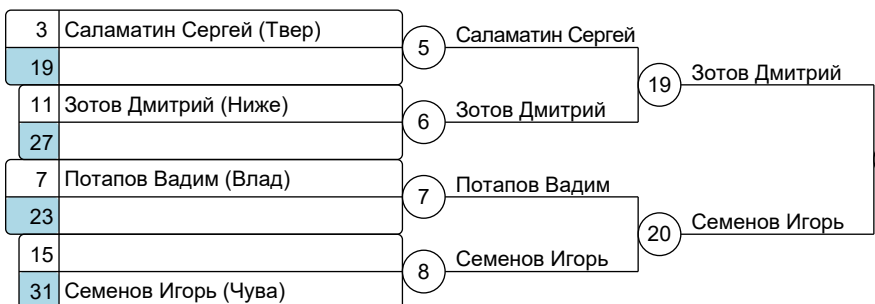 3 Саламатин Сергей (Твер)
19
5 Саламатин Сергей
11 Зотов Дмитрий (Ниже)
27
6 Зотов Дмитрий
19 Зотов Дмитрий
7 Потапов Вадим (Влад)
23
7 Потапов Вадим
15
31 Семенов Игорь (Чува)
8 Семенов Игорь
20 Семенов Игорь